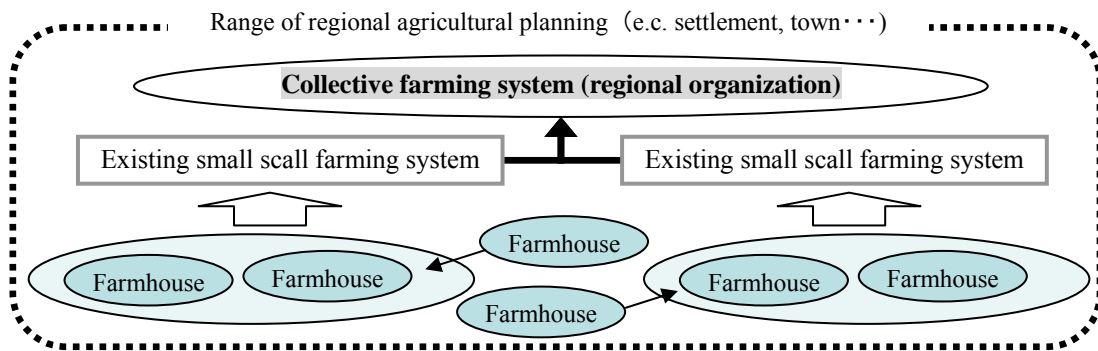 Range of regional agricultural planning（e.c. settlement, town･･･)
Collective farming system (regional organization)
Existing small scall farming system
Existing small scall farming system
Farmhouse
Farmhouse
Farmhouse
Farmhouse
Farmhouse
Farmhouse